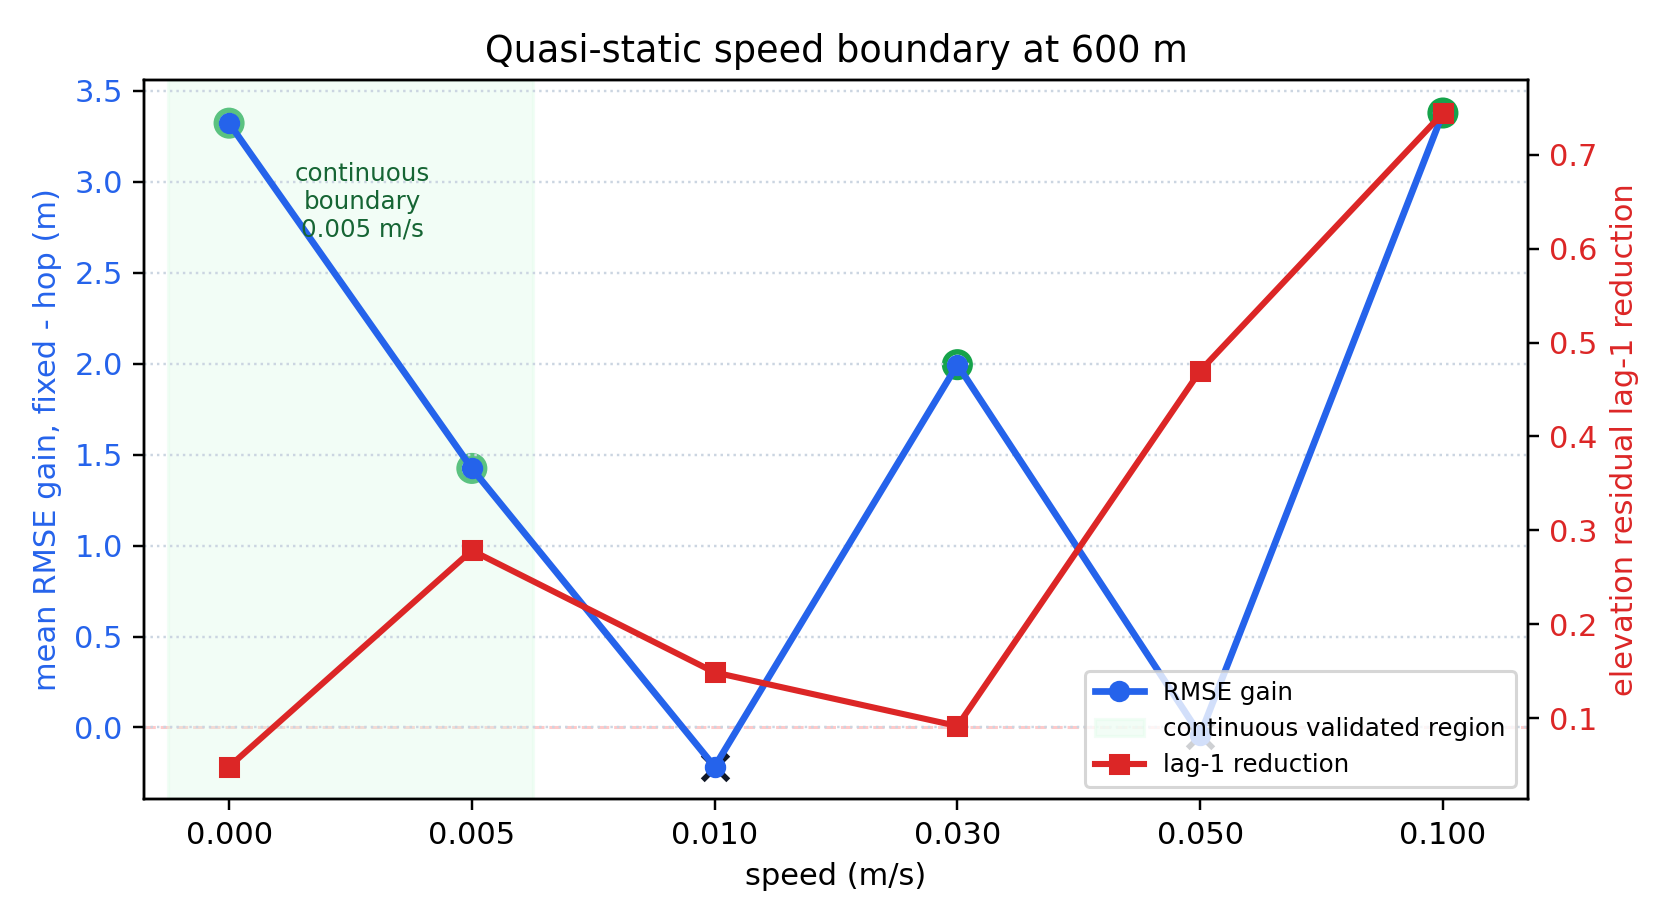 Quasi-static speed boundary at 600 m
mean RMSE gain, fixed - hop (m)
3.5
3.0
2.5
2.0
1.5
1.0
0.5
0.0
continuous
boundary
0.005 m/s
0.7
0.6
0.5
0.4
0.3
0.2
0.1
elevation residual lag-1 reduction
RMSE gain
continuous validated region
lag-1 reduction
0.000 0.005 0.010 0.030 0.050 0.100
speed (m/s)